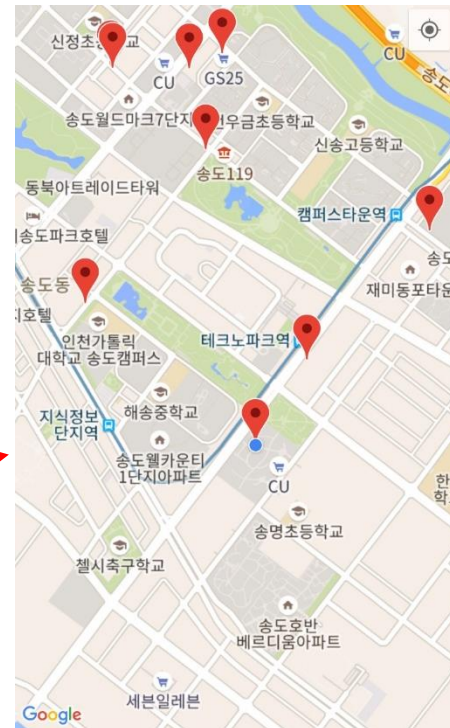 신정초
교
CU
GS25
CU
송도
송도월드마크7단지
우금초등학교
신송고등학교
송도119
동북아트레이드타워
캠퍼스타운역
송도파크호텔
송도
송도동
재미동포타운
호텔
인천가톨릭
대학교 송도캠퍼스
테크노파크역
해송중학교
지식정보
단지역
송도웰카운티
1단지아파트
CU
한
학
송명초등학교
첼시축구학교
송도호반
베르디움아파트
세븐일레븐
Google